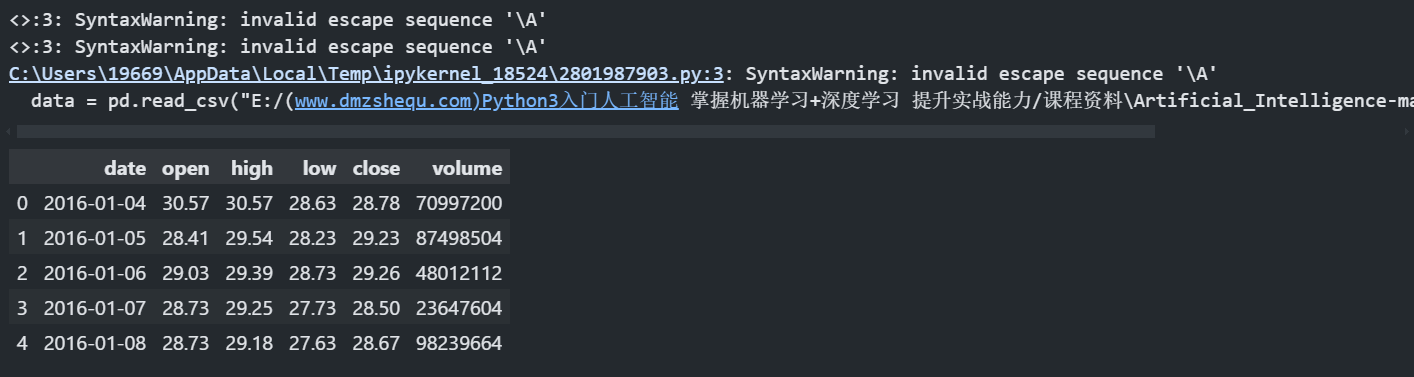 <>:3: SyntaxWarning: invalid escape sequence '\A'
<>:3: SyntaxWarning: invalid escape sequence '\A'
C:\Users\19669\AppData\Local\Temp\ipykernel_18524\2801987903.py:3: SyntaxWarning: invalid escape sequence '\A'
data = pd.read_csv("E:/(www.dmzshequ.com)Python3入门人工智能 掌握机器学习+深度学习 提升实战能力/课程资料\Artificial_Intelligence-ma
date open high low close volume
0 2016-01-04 30.57 30.57 28.63 28.78 70997200
1 2016-01-05 28.41 29.54 28.23 29.23 87498504
2 2016-01-06 29.03 29.39 28.73 29.26 48012112
3 2016-01-07 28.73 29.25 27.73 28.50 23647604
4 2016-01-08 28.73 29.18 27.63 28.67 98239664